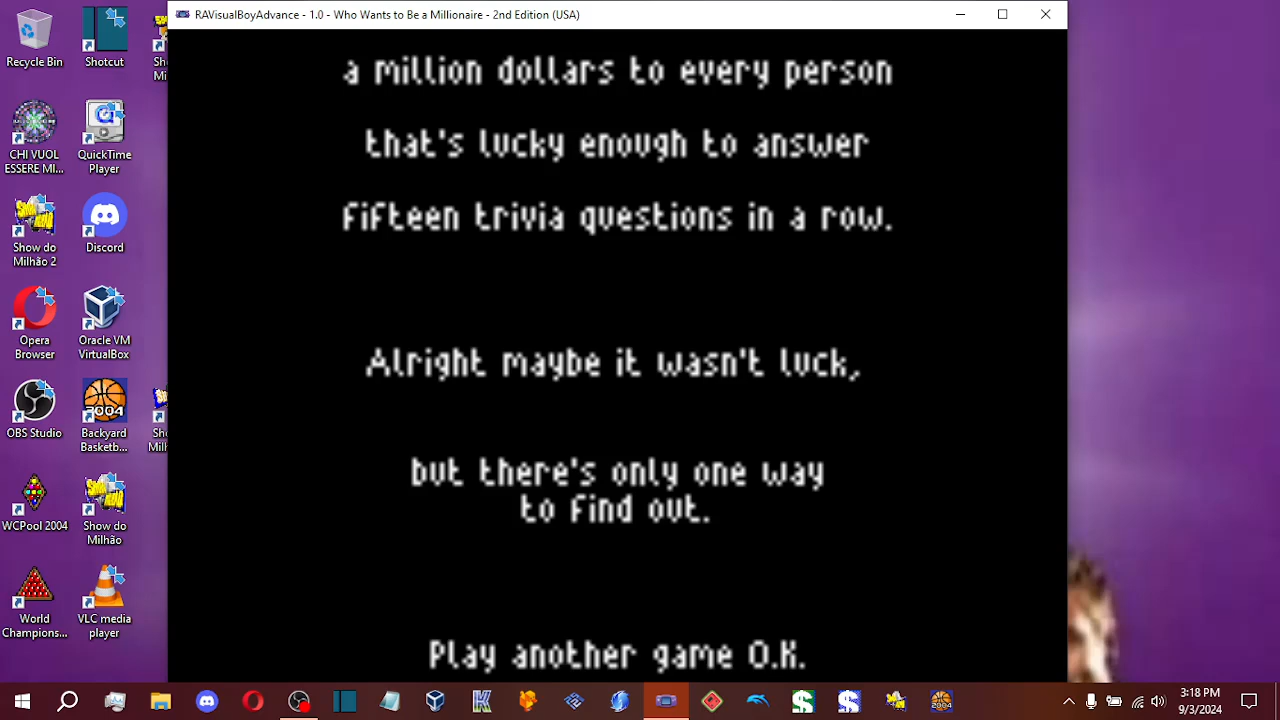 RAVisualBoyAdvance - 1.0 - Who Wants to Be a Millionaire - 2nd Edition (USA)
a million dollars to every person
that's lucky enough to answer
fifteen trivia questions in a row.
Alright maybe it wasn't luck,
but there's only one way
to find out.
Play another game O.K.
Recycle Bin
Shotcut
CHI VUOL
ESSERE MI...
QuickTime
Player
Show do
Milhão 2
Discord
Opera
Browser
Oracle VM
VirtualBox
OBS Studio
Backyard
Basketb...
2004
WCPool 2004
Show do
Milhão
World
Champions...
VLC media
player
3:18 PM
9/3/2024